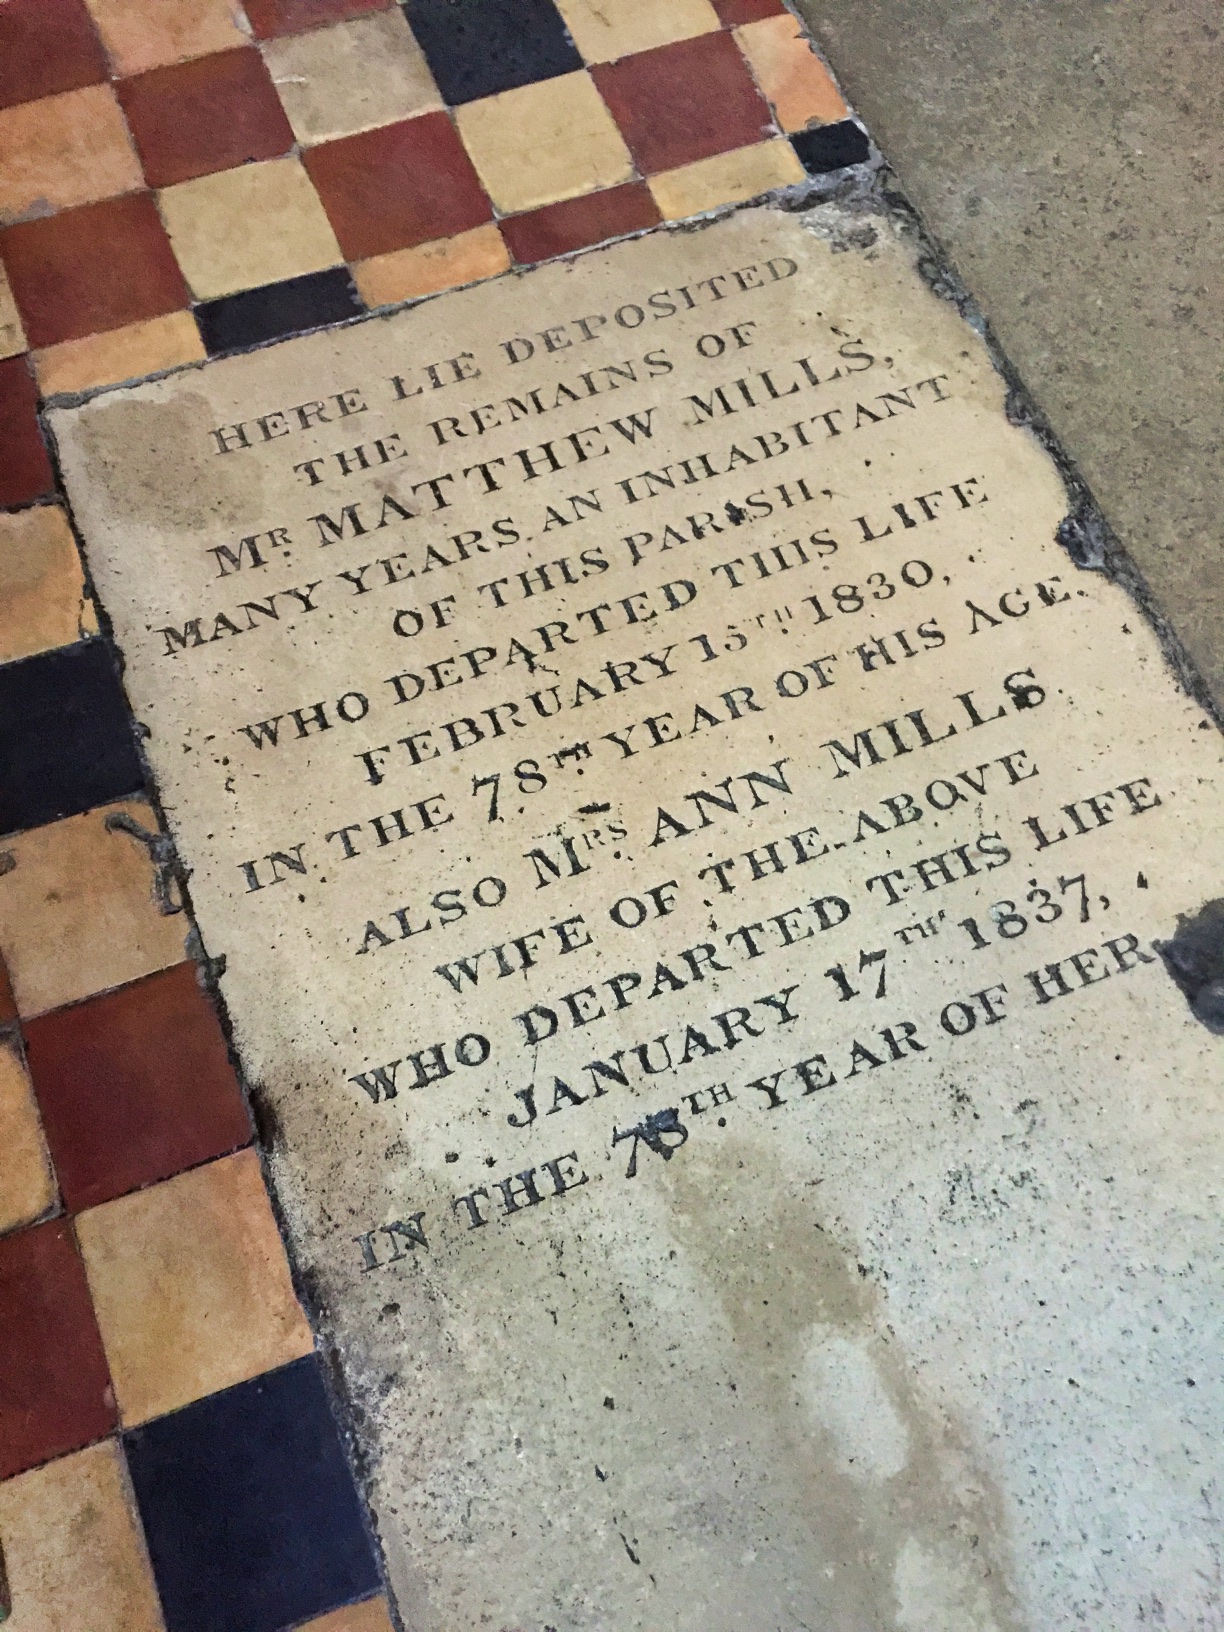 HERE LIE DEPOSITED
THE REMAINS OF
MR MATTHEW MILLS,
MANY YEARS AN INHABITANT
OF THIS PARISH,
WHO DEPARTED THIS LIFE
FEBRUARY 15TH 1830,
IN THE 78TH YEAR OF HIS AGE.
ALSO MRS ANN MILLS
WIFE OF THE ABOVE
WHO DEPARTED THIS LIFE
JANUARY 17TH 1837,
IN THE 78TH YEAR OF HER